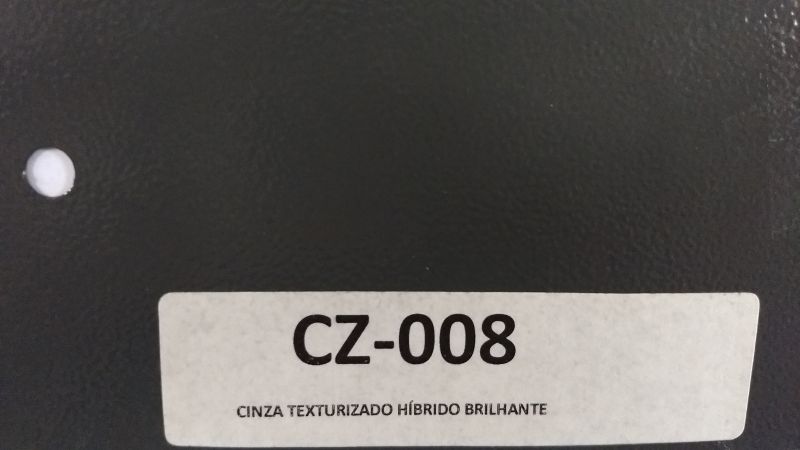 CZ-008
CINZA TEXTURIZADO HÍBRIDO BRILHANTE